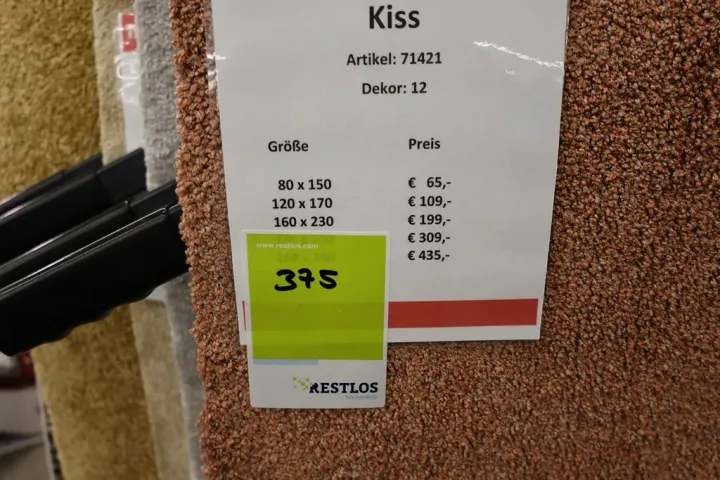 Kiss
Artikel: 71421
Dekor: 12
Größe Preis
80 x 150 € 65,-
120 x 170 € 109,-
160 x 230 € 199,-
€ 309,-
€ 435,-
www.restlos.com
375
RESTLOS